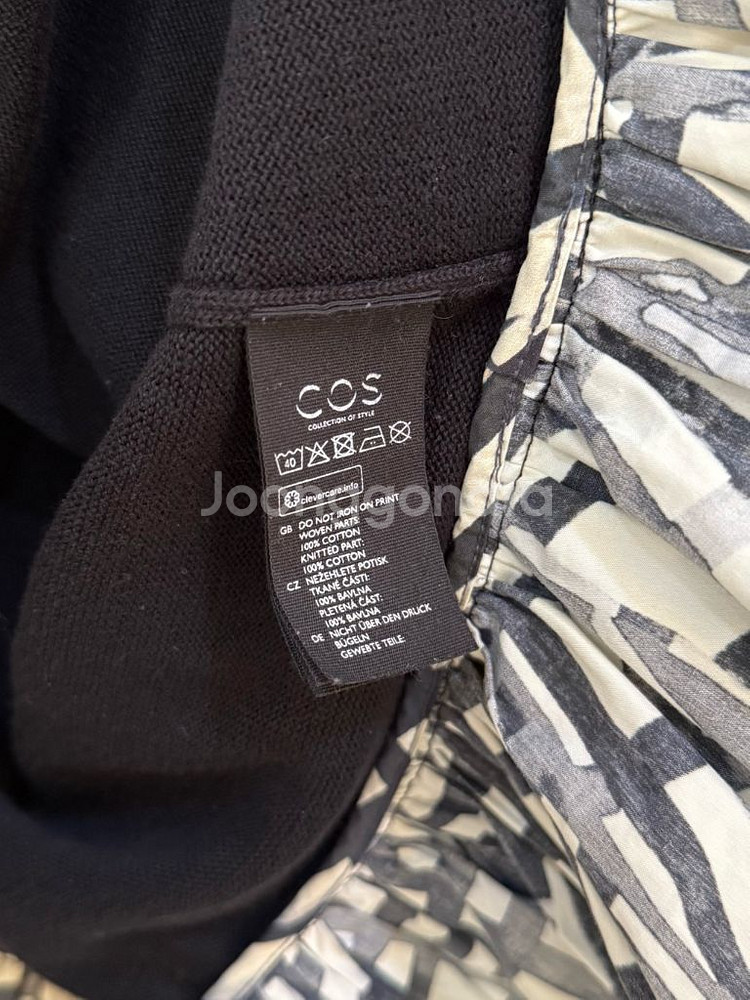 COS
COLLECTION OF STYLE
40
clevercare.info
GB DO NOT IRON ON PRINT
WOVEN PARTS:
100% COTTON
KNITTED PART:
100% COTTON
CZ NEŽEHLETE POTISK
TKANÉ ČÁSTI:
100% BAVLNA
PLETENÁ ČÁST:
100% BAVLNA
DE NICHT ÜBER DEN DRUCK
BÜGELN
GEWEBTE TEILE: